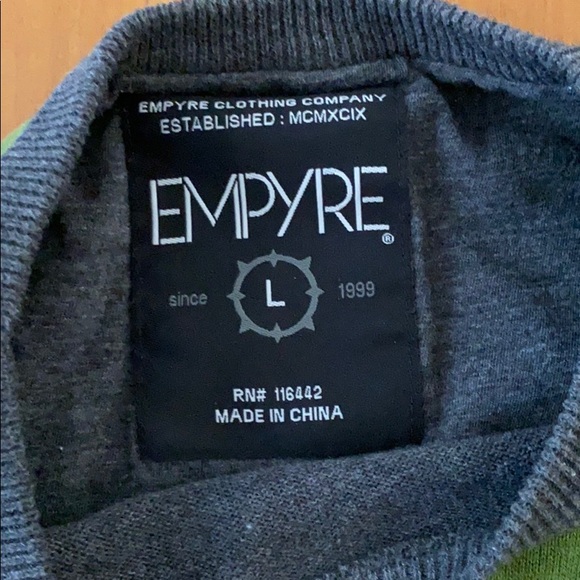 EMPYRE CLOTHING COMPANY
ESTABLISHED : MCMXCIX
EMPYRE®
since L 1999
RN# 116442
MADE IN CHINA